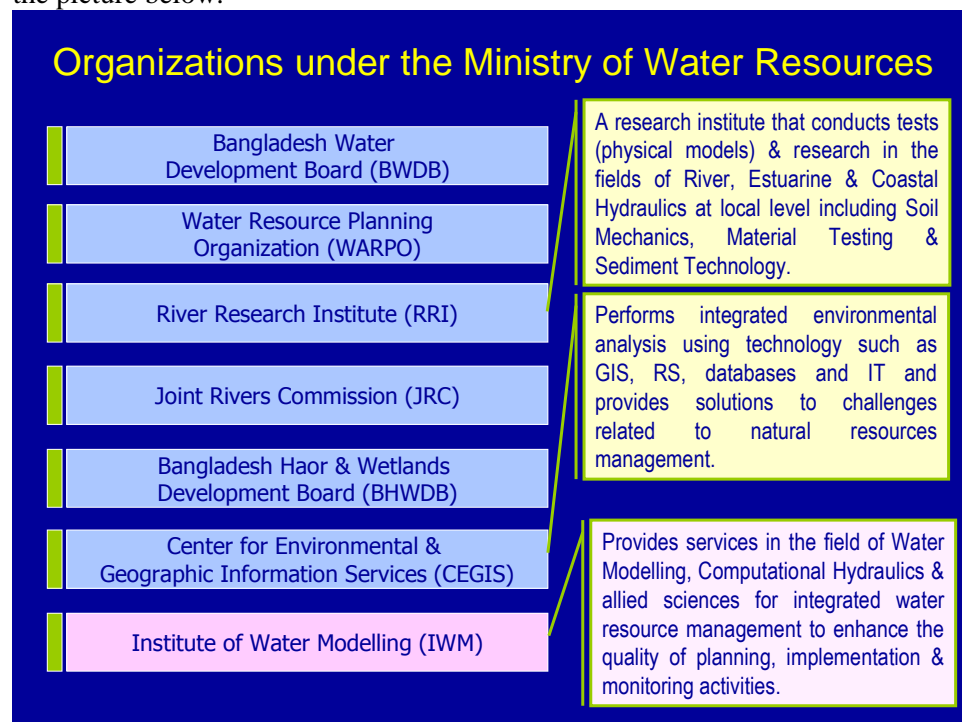 the picture below.
Organizations under the Ministry of Water Resources
Bangladesh Water
Development Board (BWDB)
Water Resource Planning
Organization (WARPO)
River Research Institute (RRI)
Joint Rivers Commission (JRC)
Bangladesh Haor & Wetlands
Development Board (BHWDB)
Center for Environmental &
Geographic Information Services (CEGIS)
Institute of Water Modelling (IWM)
A research institute that conducts tests
(physical models) & research in the
fields of River, Estuarine & Coastal
Hydraulics at local level including Soil
Mechanics, Material Testing &
Sediment Technology.
Performs integrated environmental
analysis using technology such as
GIS, RS, databases and IT and
provides solutions to challenges
related to natural resources
management.
Provides services in the field of Water
Modelling, Computational Hydraulics &
allied sciences for integrated water
resource management to enhance the
quality of planning, implementation &
monitoring activities.